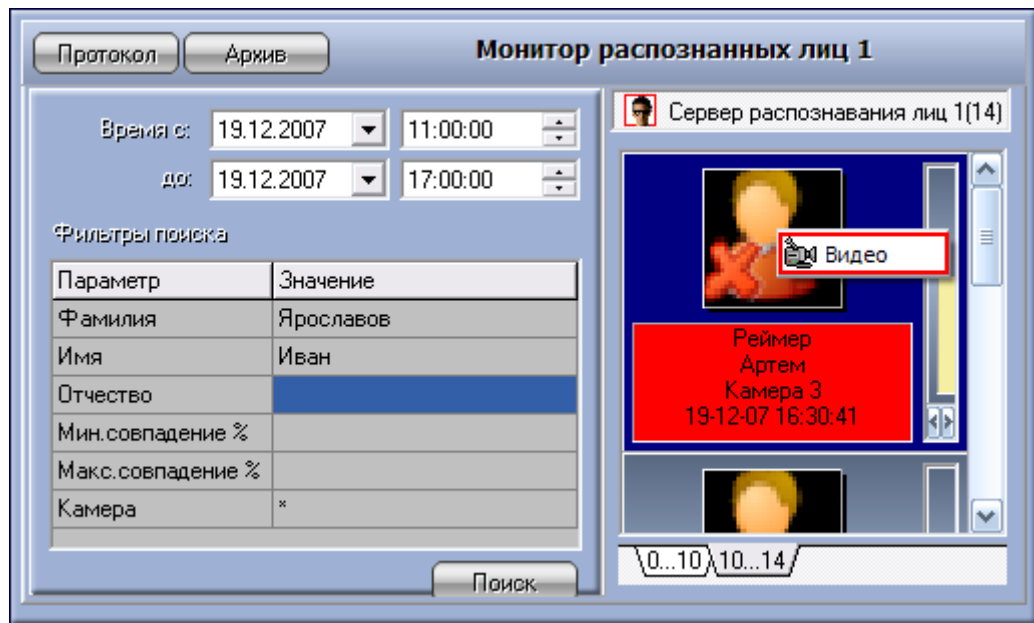 Протокол Архив Монитор распознанных лиц 1
Время с: 19.12.2007 11:00:00
до: 19.12.2007 17:00:00
Фильтры поиска
Параметр Значение
Фамилия Ярославов
Имя Иван
Отчество
Мин.совпадение %
Макс.совпадение %
Камера *
Поиск
Сервер распознавания лиц 1(14)
Видео
Реймер
Артем
Камера 3
19-12-07 16:30:41
0...10 10...14